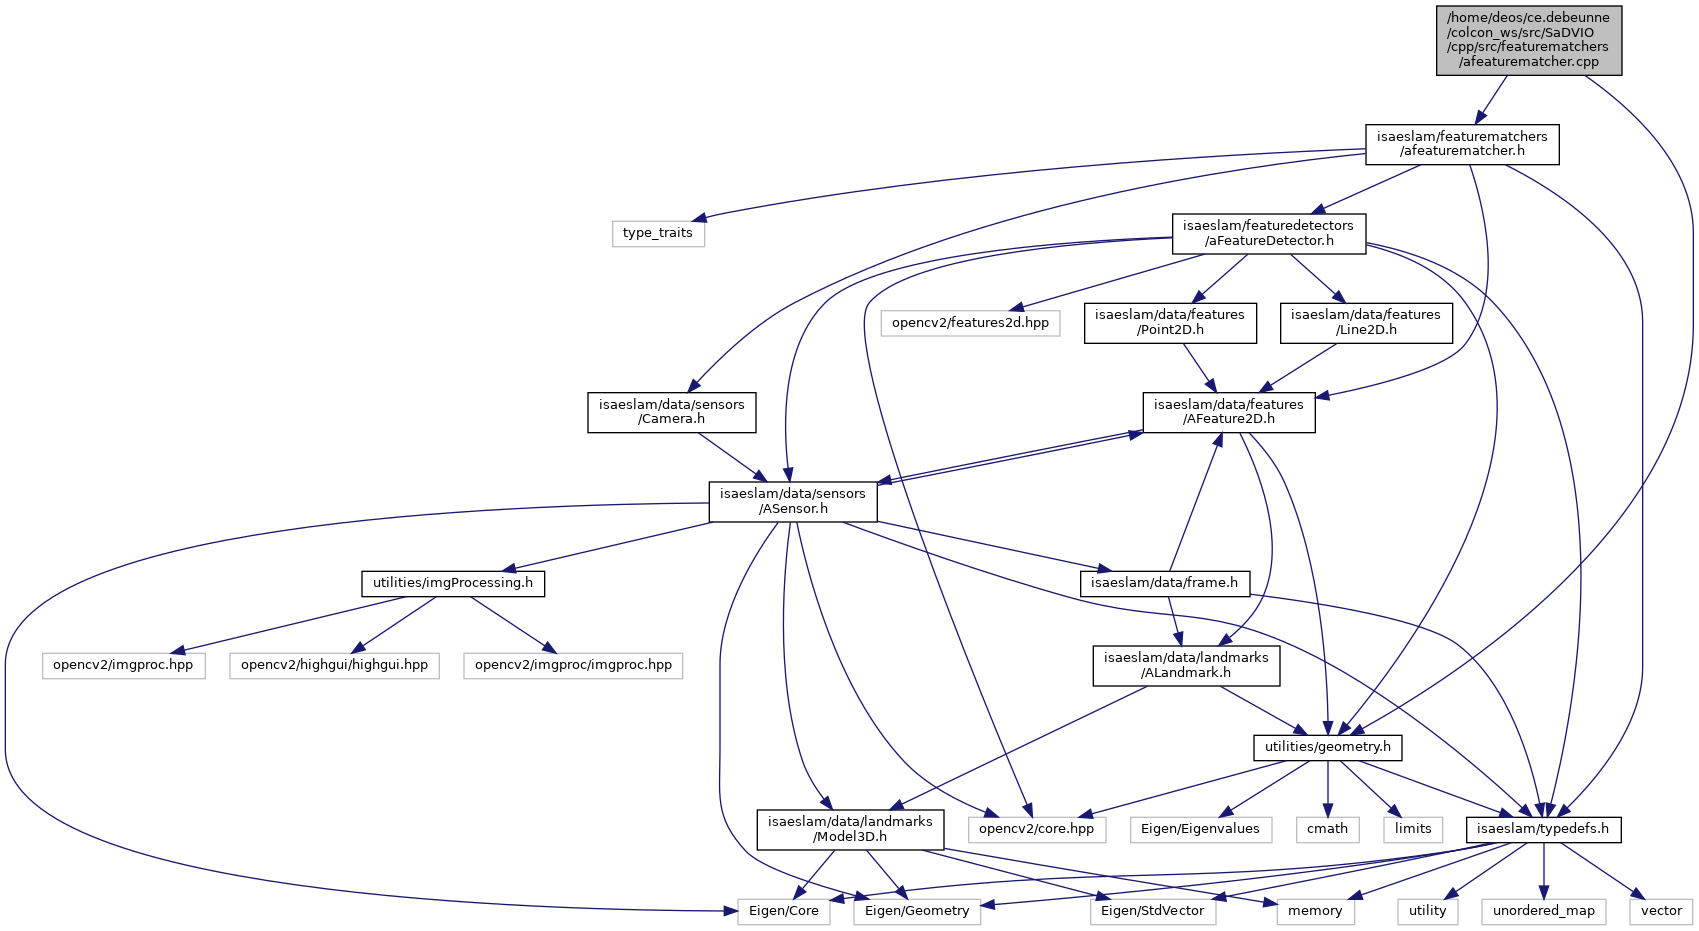 /home/deos/ce.debeunne
/colcon_ws/src/SaDVIO
/cpp/src/featurematchers
/afeaturematcher.cpp
isaeslam/featurematchers
/afeaturematcher.h
type_traits
isaeslam/featuredetectors
/aFeatureDetector.h
opencv2/features2d.hpp
isaeslam/data/features
/Point2D.h
isaeslam/data/features
/Line2D.h
isaeslam/data/sensors
/Camera.h
isaeslam/data/features
/AFeature2D.h
isaeslam/data/sensors
/ASensor.h
utilities/imgProcessing.h
isaeslam/data/frame.h
opencv2/imgproc.hpp
opencv2/highgui/highgui.hpp
opencv2/imgproc/imgproc.hpp
isaeslam/data/landmarks
/ALandmark.h
utilities/geometry.h
isaeslam/data/landmarks
/Model3D.h
opencv2/core.hpp
Eigen/Eigenvalues
cmath
limits
isaeslam/typedefs.h
Eigen/Core
Eigen/Geometry
Eigen/StdVector
memory
utility
unordered_map
vector